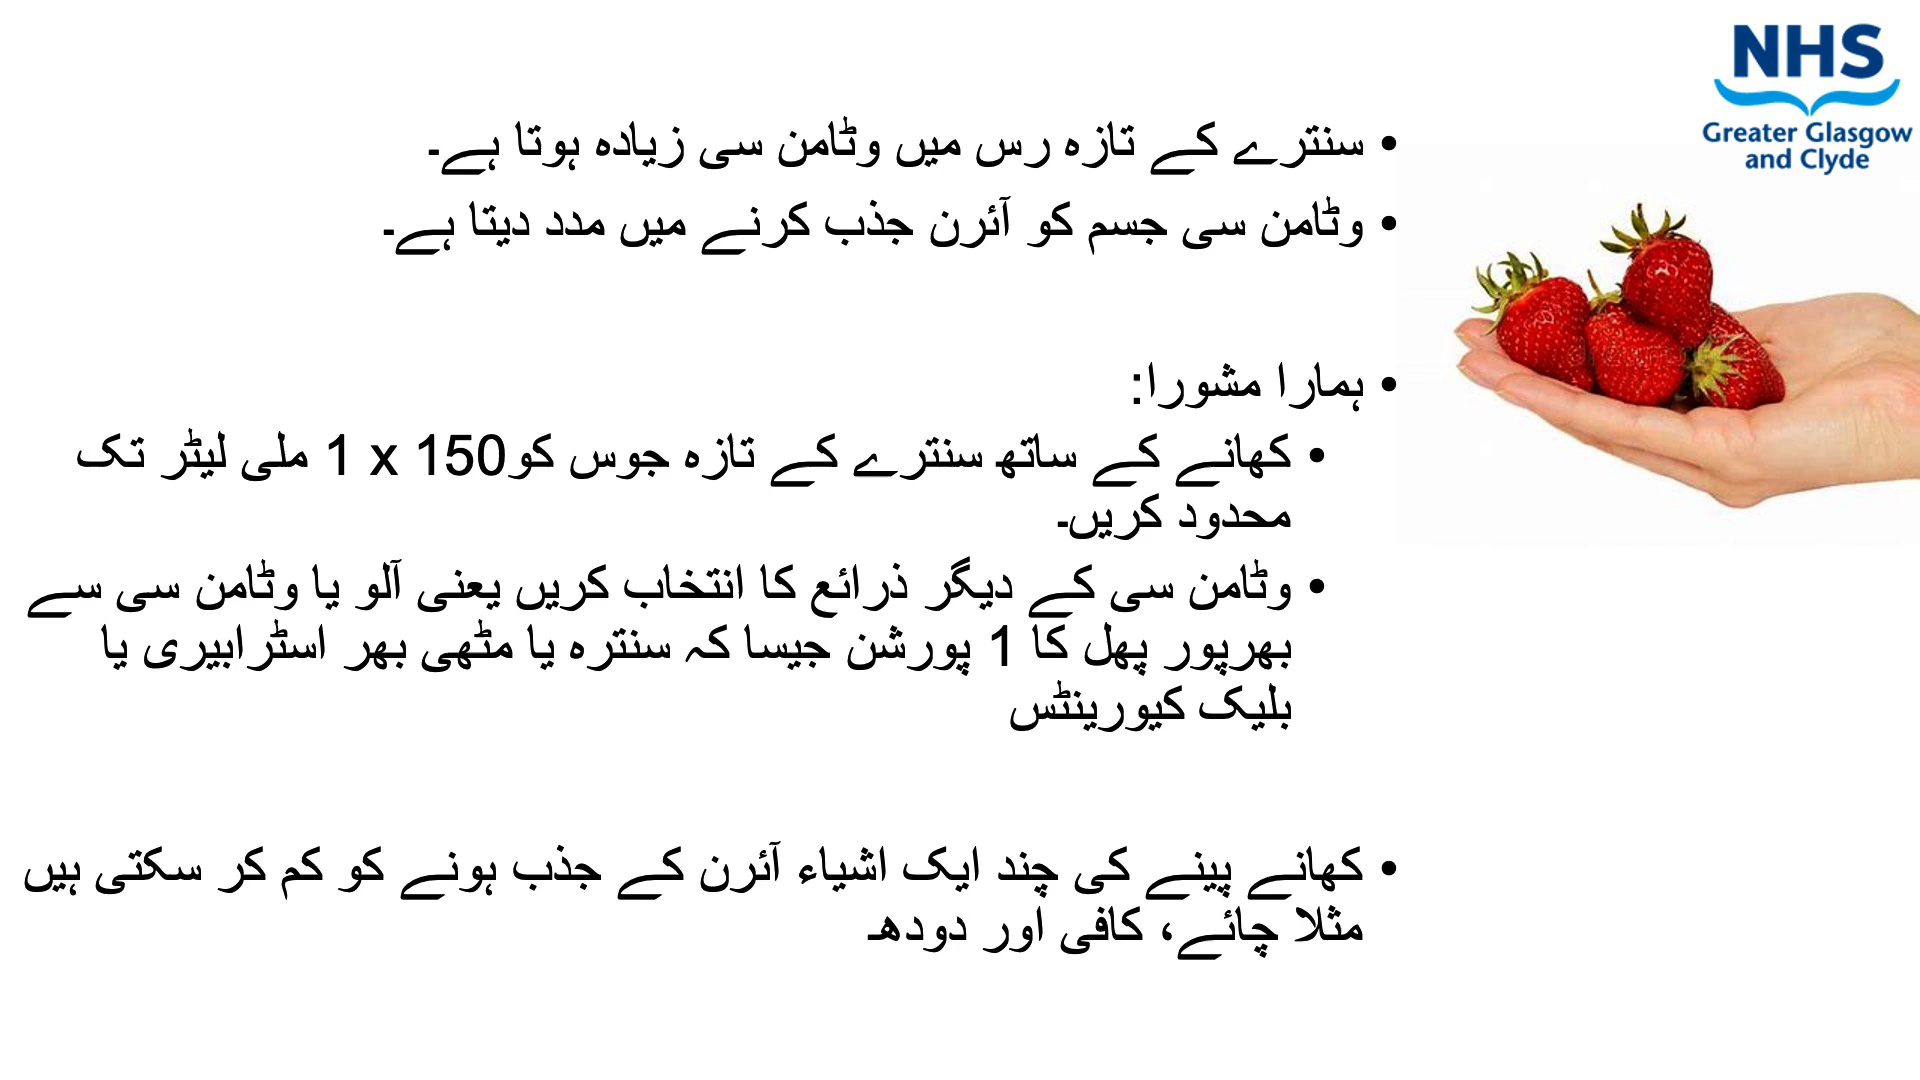 NHS
Greater Glasgow
and Clyde
• سنترے کے تازہ رس میں وٹامن سی زیادہ ہوتا ہے۔
• وٹامن سی جسم کو آئرن جذب کرنے میں مدد دیتا ہے۔
• ہمارا مشورا:
• کھانے کے ساتھ سنترے کے تازہ جوس کو150 x 1 ملی لیٹر تک
محدود کریں۔
• وٹامن سی کے دیگر ذرائع کا انتخاب کریں یعنی آلو یا وٹامن سی سے
بھرپور پھل کا 1 پورشن جیسا کہ سنترہ یا مٹھی بھر اسٹرابیری یا
بلیک کیورینٹس
• کھانے پینے کی چند ایک اشیاء آئرن کے جذب ہونے کو کم کر سکتی ہیں
مثلا چائے، کافی اور دودھ۔